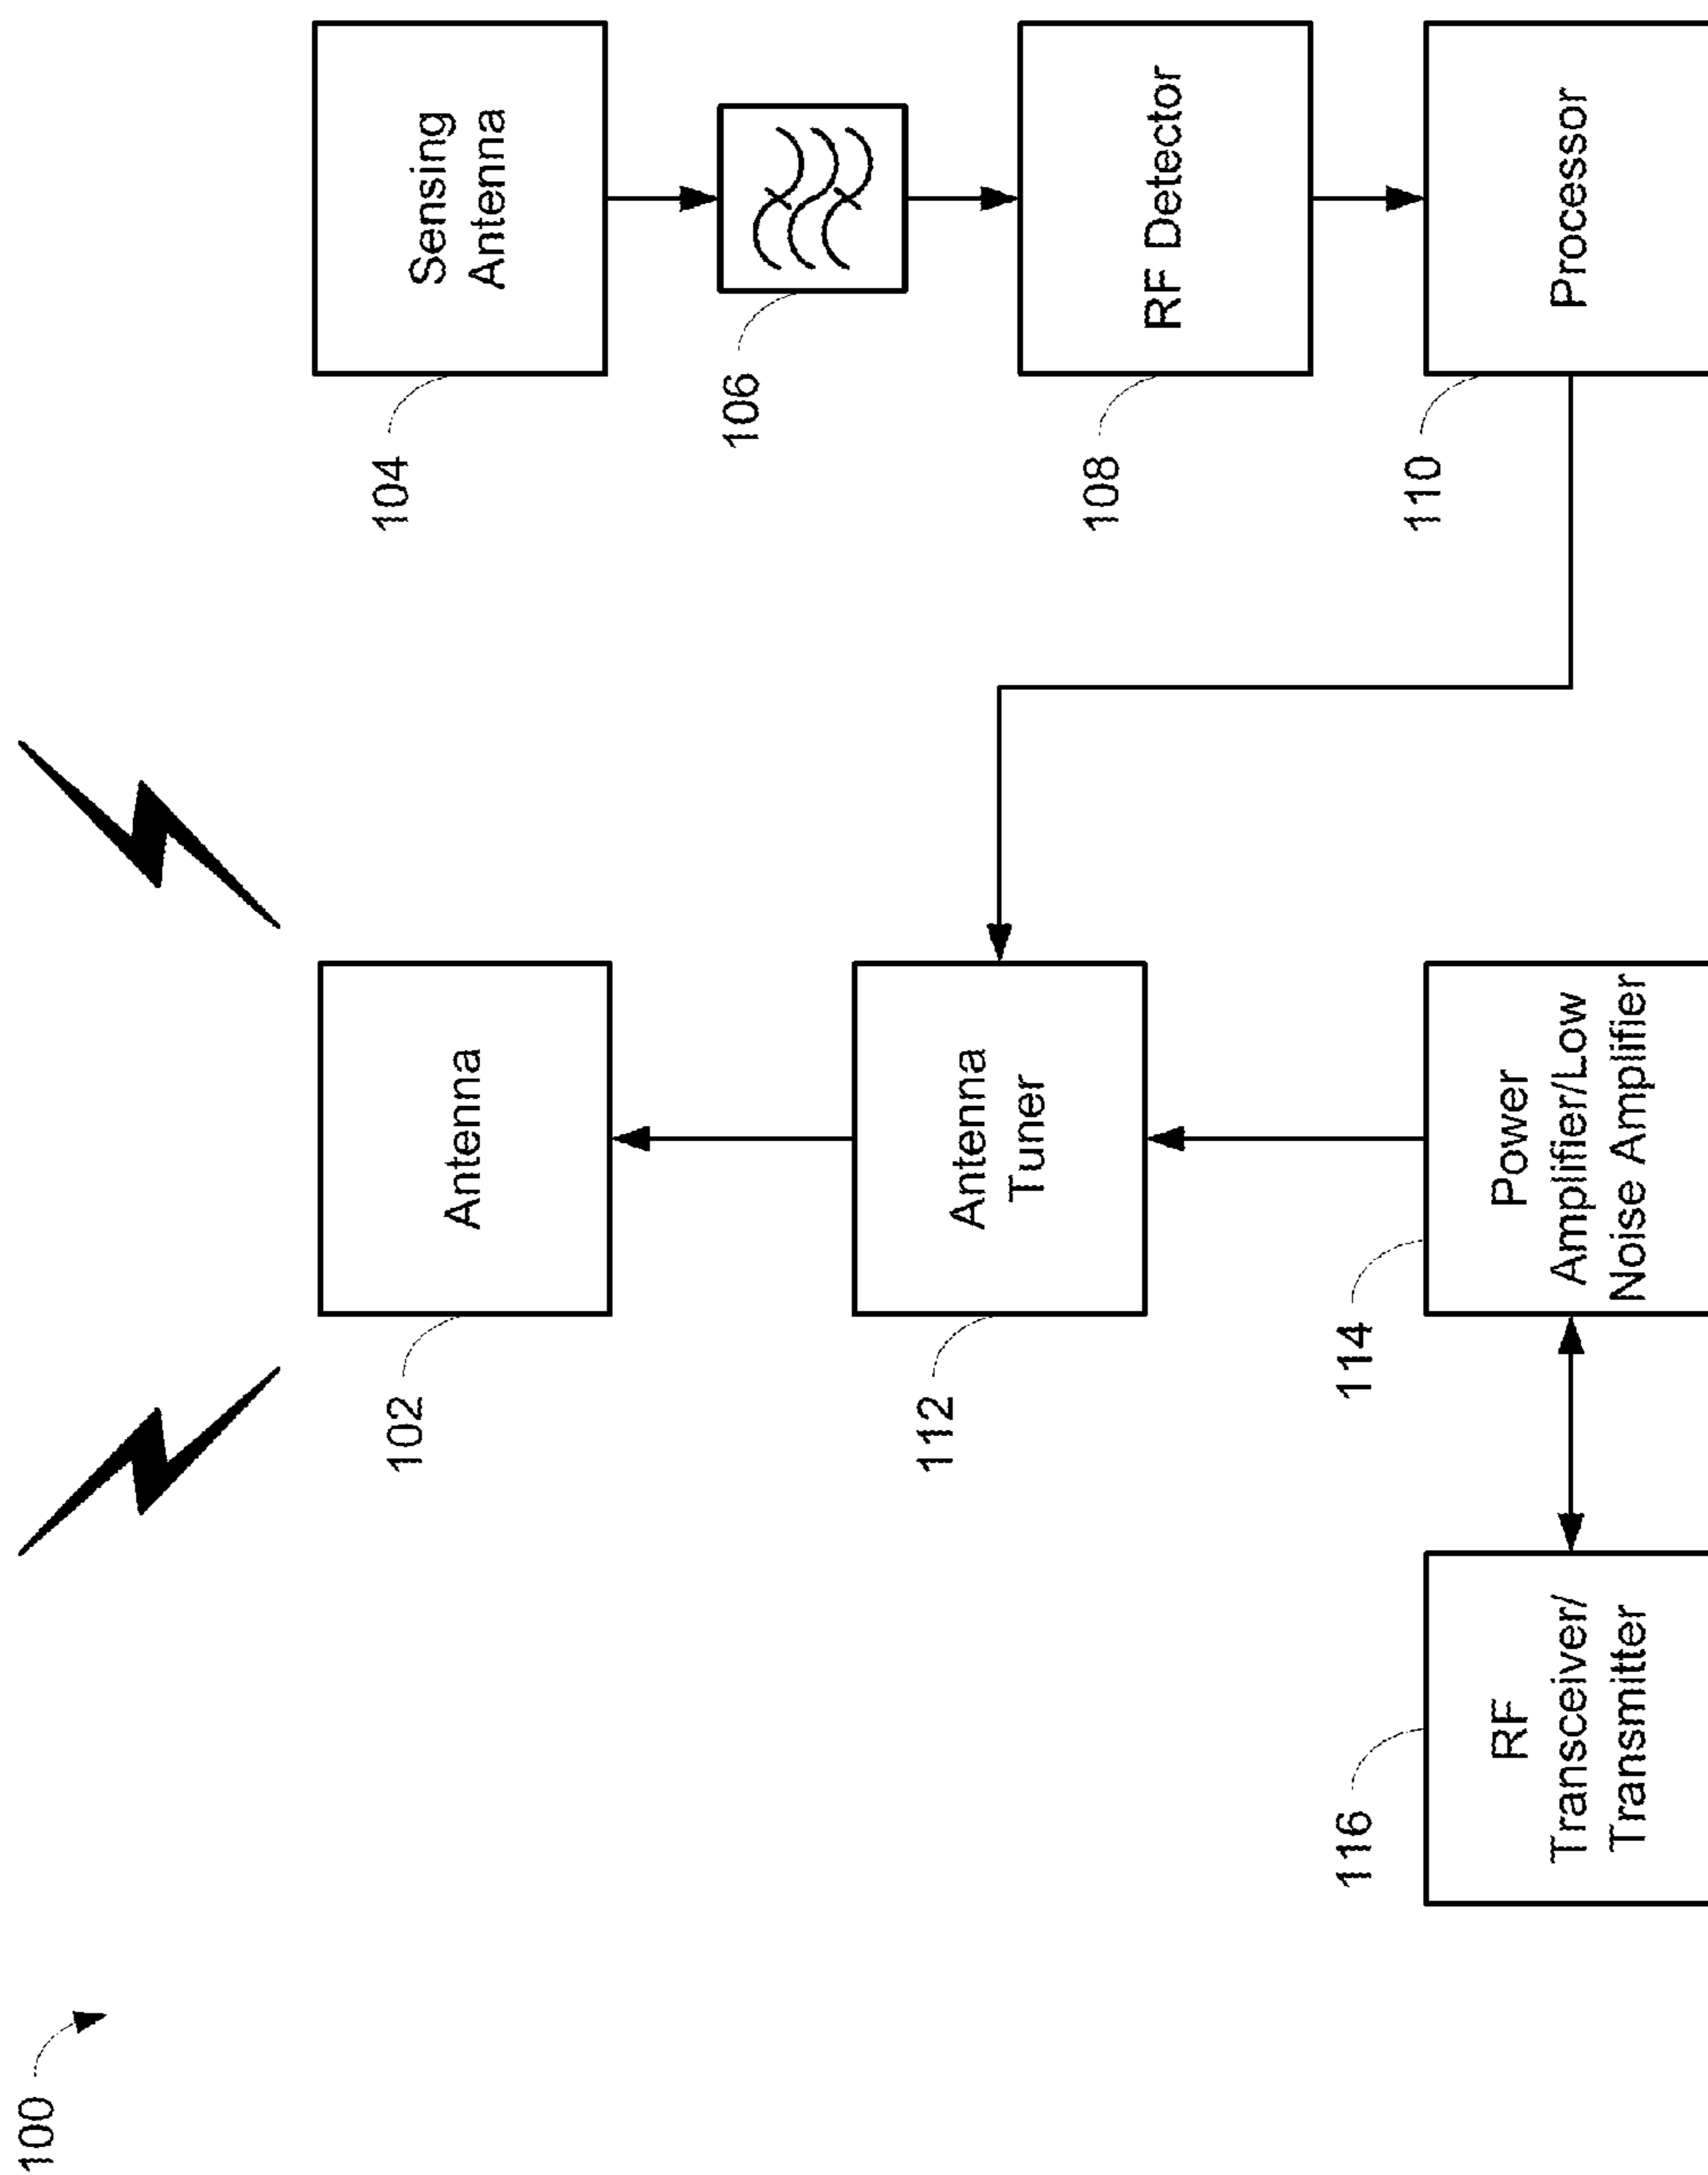 100
116
RF
Transceiver/
Transmitter
102
Antenna
112
Antenna
Tuner
114
Power
Amplifier/Low
Noise Amplifier
104
Sensing
Antenna
106
108
RF Detector
110
Processor